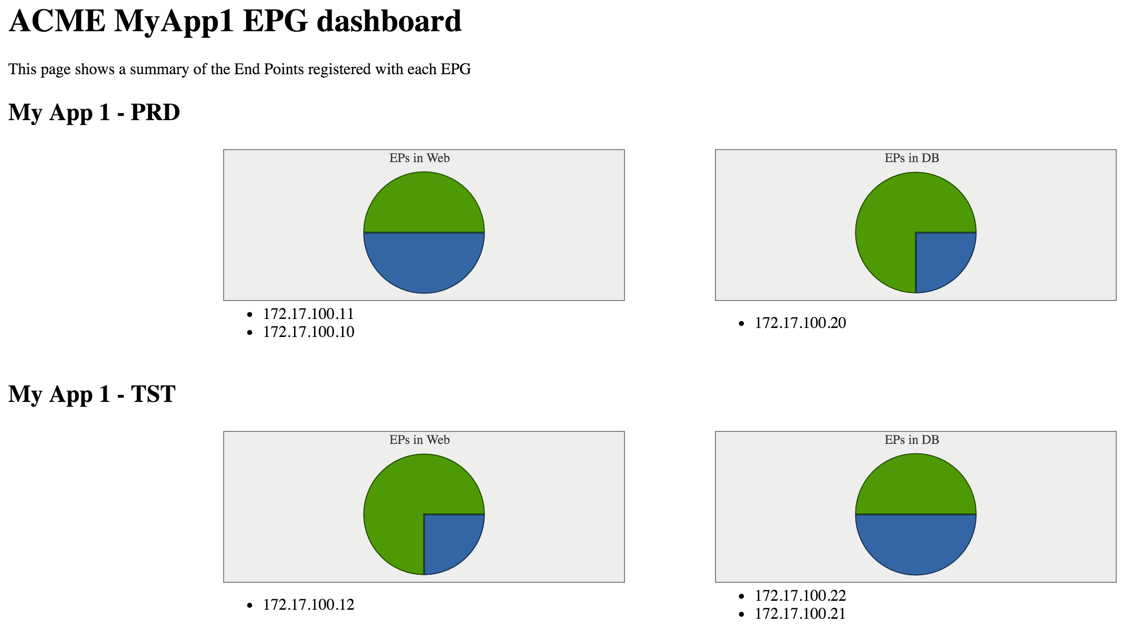 ACME MyApp1 EPG dashboard
This page shows a summary of the End Points registered with each EPG
My App 1 - PRD
EPs in Web
172.17.100.11
172.17.100.10
EPs in DB
172.17.100.20
My App 1 - TST
EPs in Web
172.17.100.12
EPs in DB
172.17.100.22
172.17.100.21